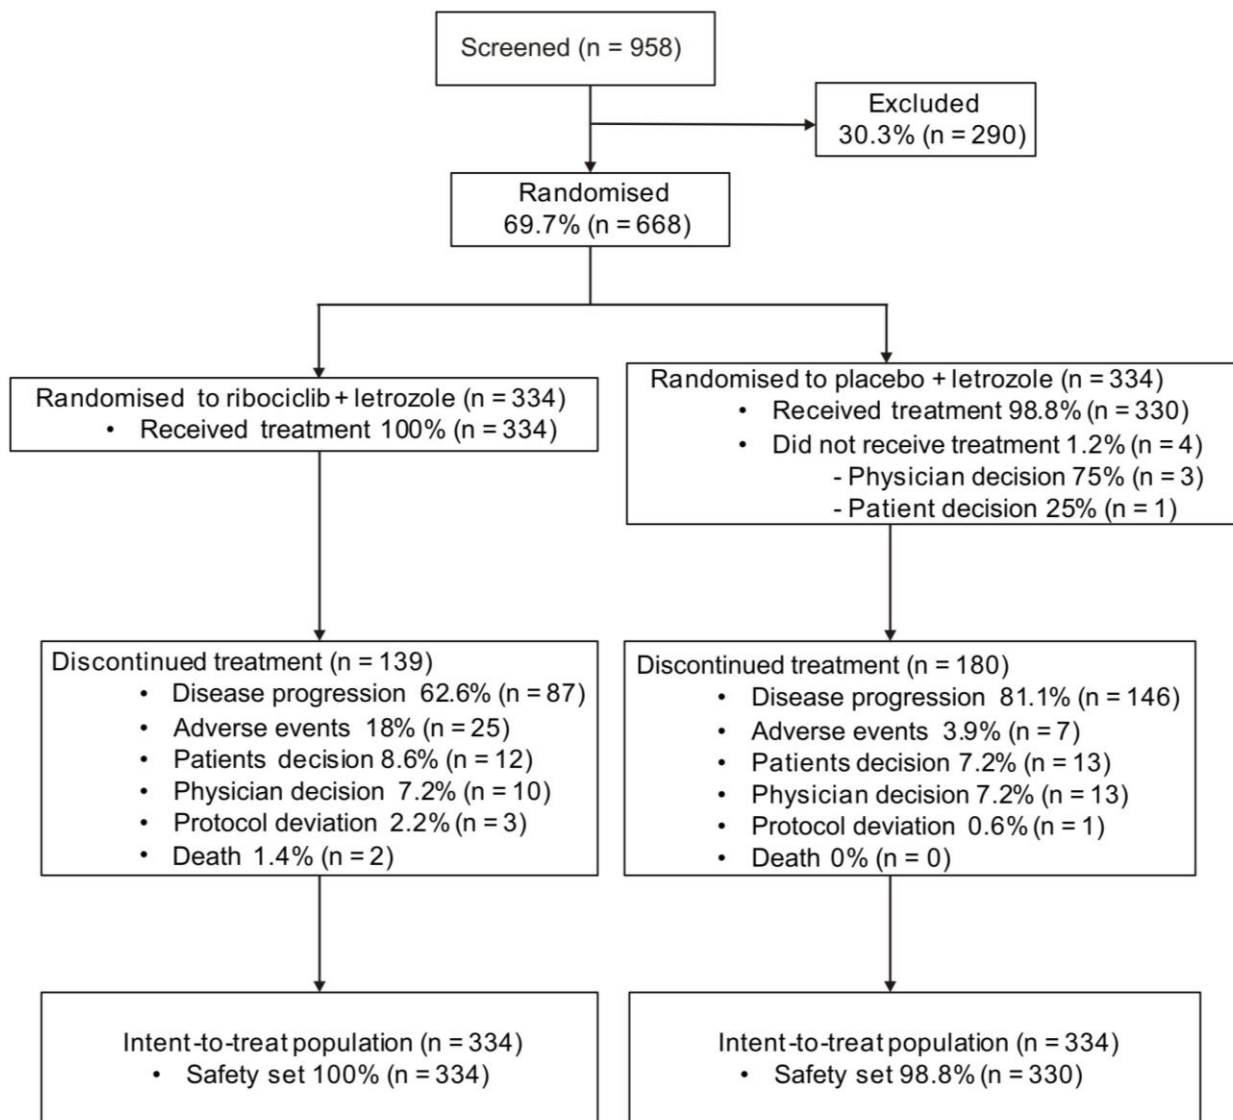 Screened (n = 958)
Excluded
30.3% (n = 290)
Randomised
69.7% (n = 668)
Randomised to ribociclib + letrozole (n = 334)
• Received treatment 100% (n = 334)
Randomised to placebo + letrozole (n = 334)
• Received treatment 98.8% (n = 330)
• Did not receive treatment 1.2% (n = 4)
- Physician decision 75% (n = 3)
- Patient decision 25% (n = 1)
Discontinued treatment (n = 139)
• Disease progression 62.6% (n = 87)
• Adverse events 18% (n = 25)
• Patients decision 8.6% (n = 12)
• Physician decision 7.2% (n = 10)
• Protocol deviation 2.2% (n = 3)
• Death 1.4% (n = 2)
Discontinued treatment (n = 180)
• Disease progression 81.1% (n = 146)
• Adverse events 3.9% (n = 7)
• Patients decision 7.2% (n = 13)
• Physician decision 7.2% (n = 13)
• Protocol deviation 0.6% (n = 1)
• Death 0% (n = 0)
Intent-to-treat population (n = 334)
• Safety set 100% (n = 334)
Intent-to-treat population (n = 334)
• Safety set 98.8% (n = 330)